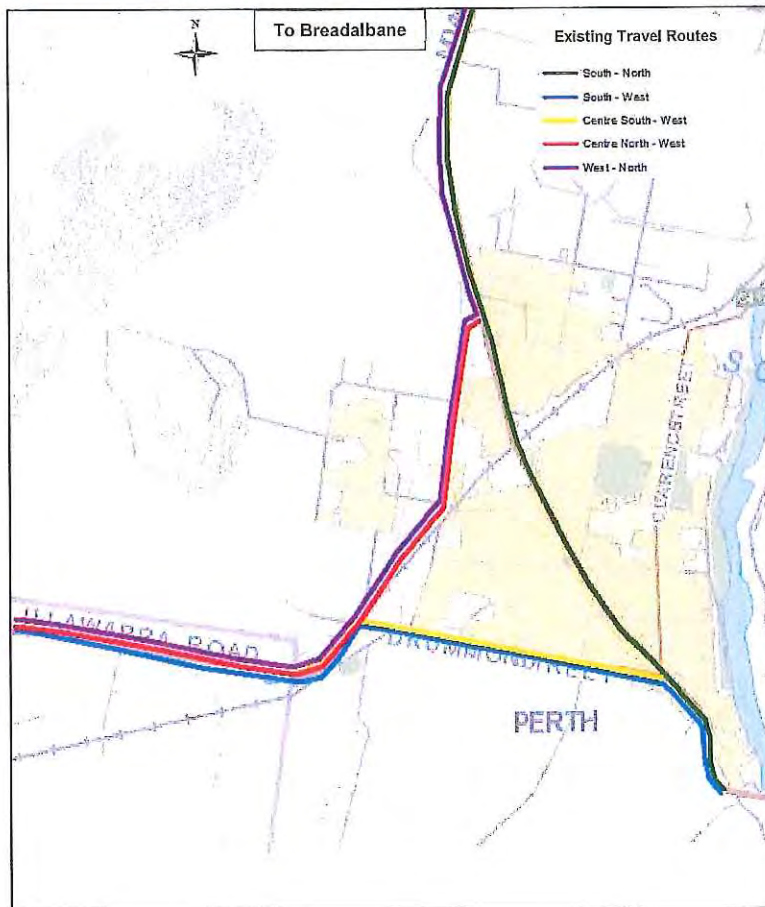 N
To Breadalbane
Existing Travel Routes
South - North
South - West
Centre South - West
Centre North - West
West - North
CLARENCE STREET
ILLAWARRA ROAD
DRUMMOND STREET
PERTH